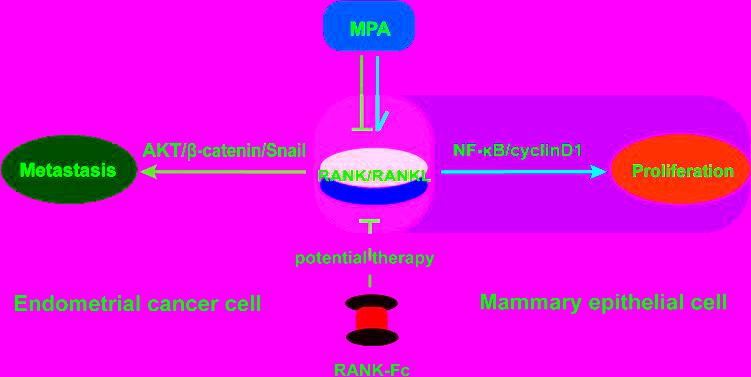 MPA
AKT/β-catenin/Snail
NF-κB/cyclinD1
Metastasis
RANK/RANKL
Proliferation
potential therapy
Endometrial cancer cell
Mammary epithelial cell
RANK-Fc